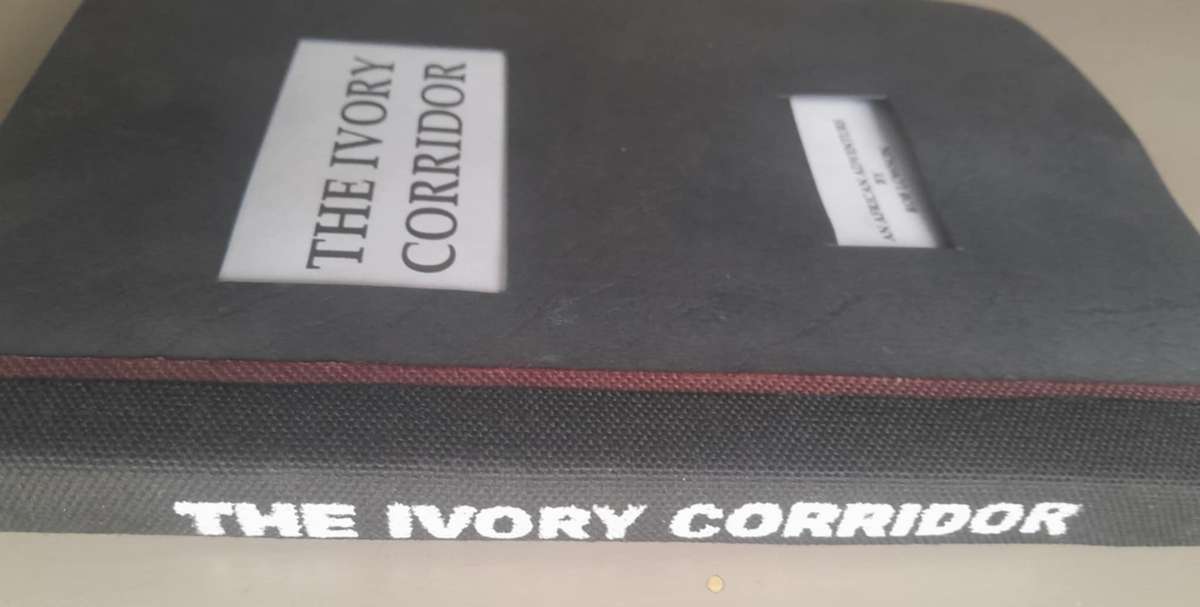 THE IVORY
CORRIDOR
AN AFRICAN ADVENTURE
BY
THE IVORY CORRIDOR